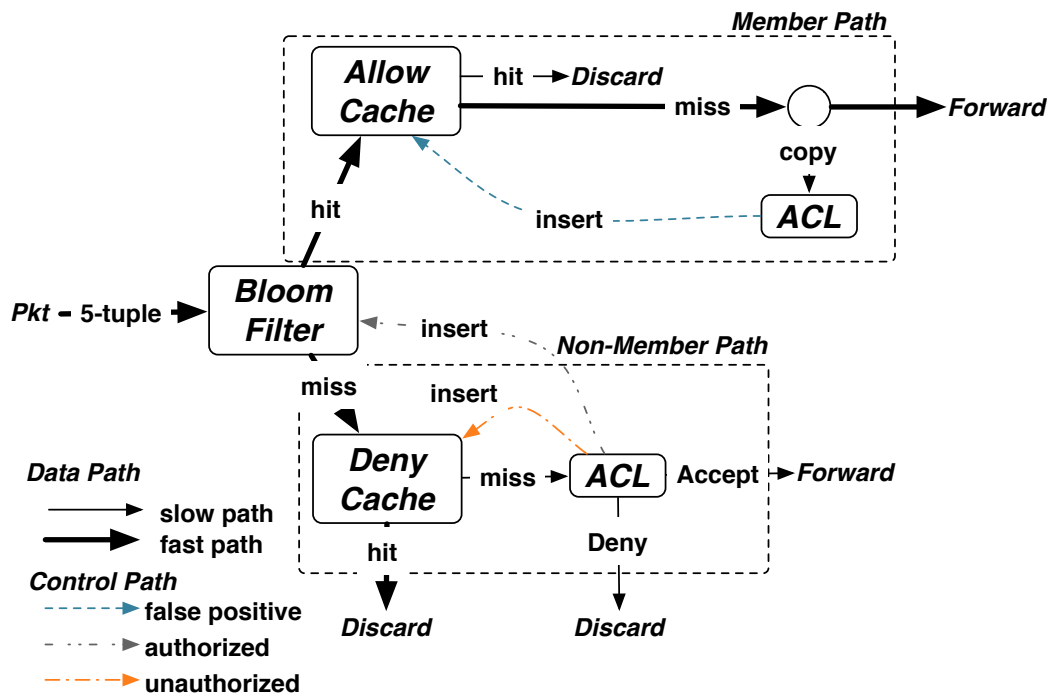 Member Path
Allow
Cache
hit
Discard
miss
Forward
copy
ACL
insert
hit
Bloom
Filter
Pkt
5-tuple
insert
Non-Member Path
miss
insert
Deny
Cache
miss
ACL
Accept
Forward
hit
Deny
Discard
Discard
Data Path
slow path
fast path
Control Path
false positive
authorized
unauthorized